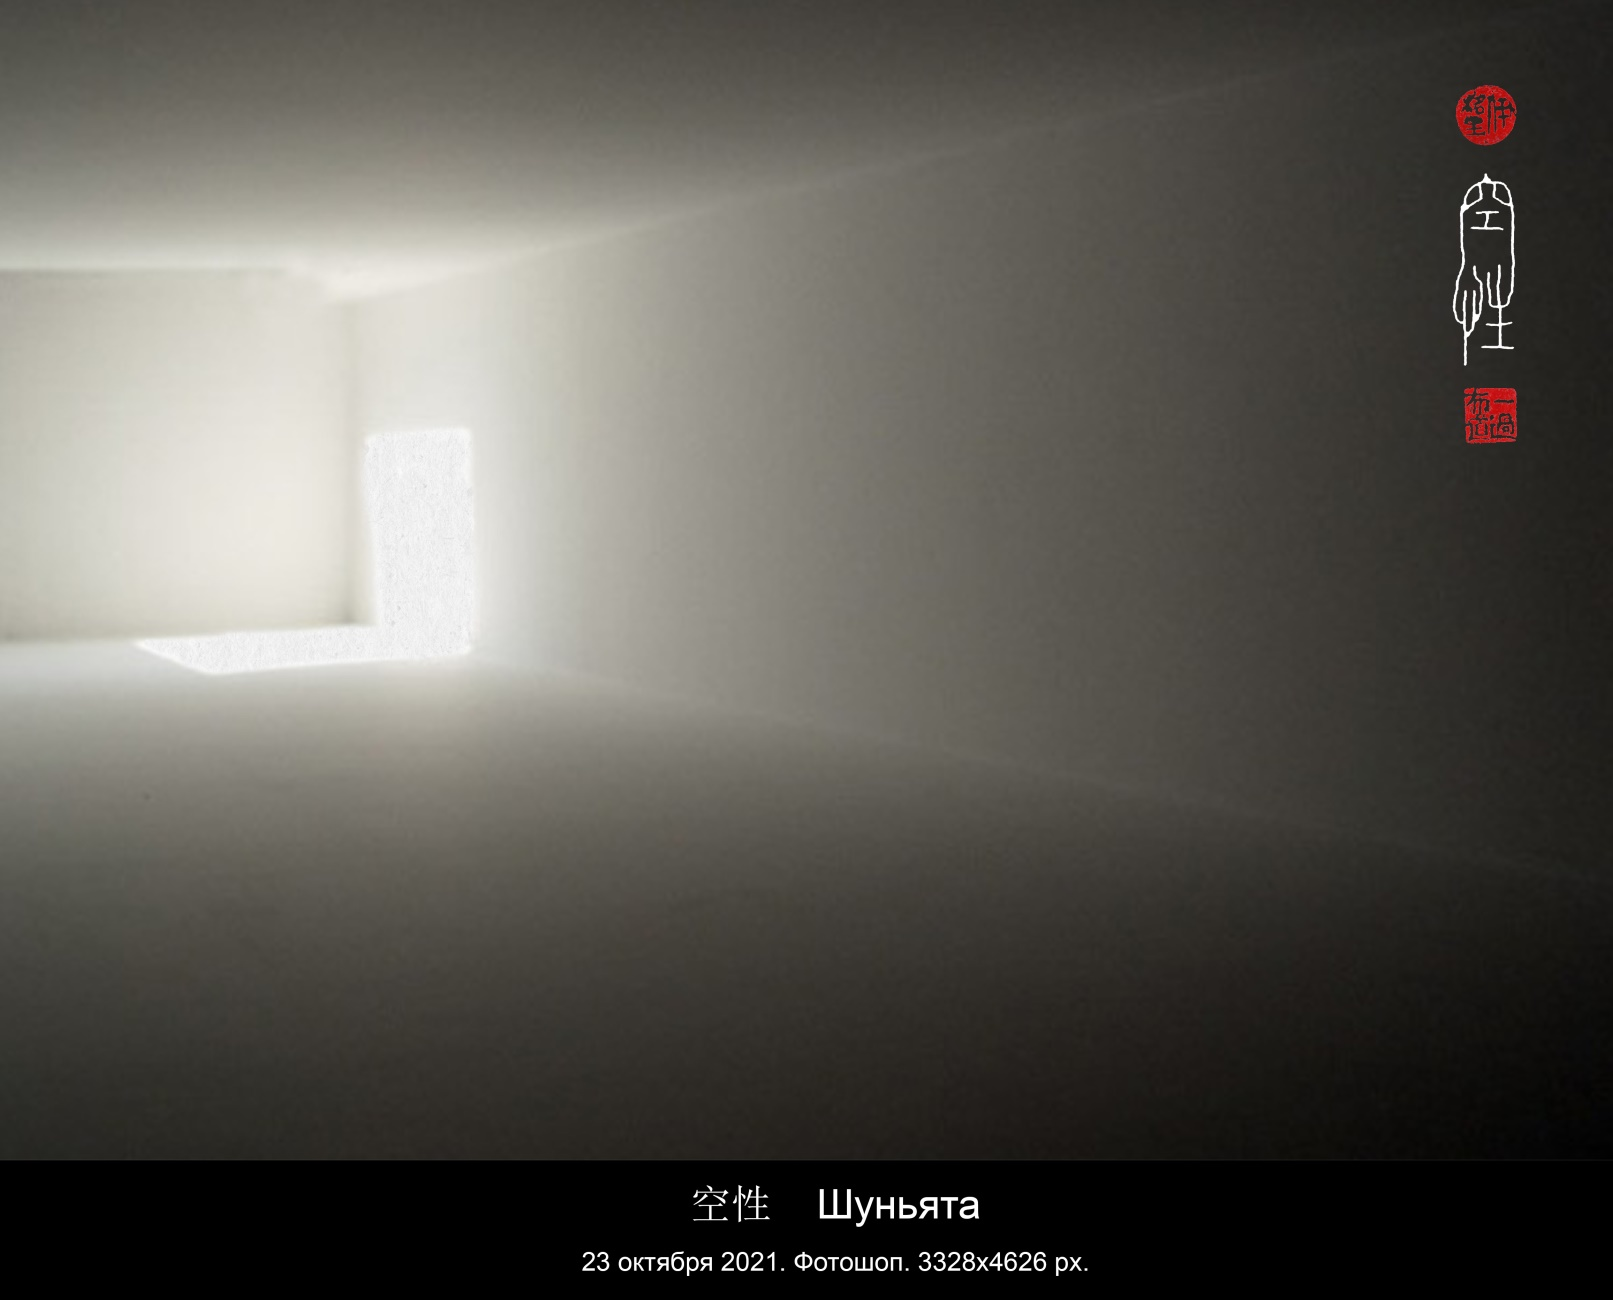 空性
空性 Шуньята
23 октября 2021. Фотошоп. 3328x4626 px.